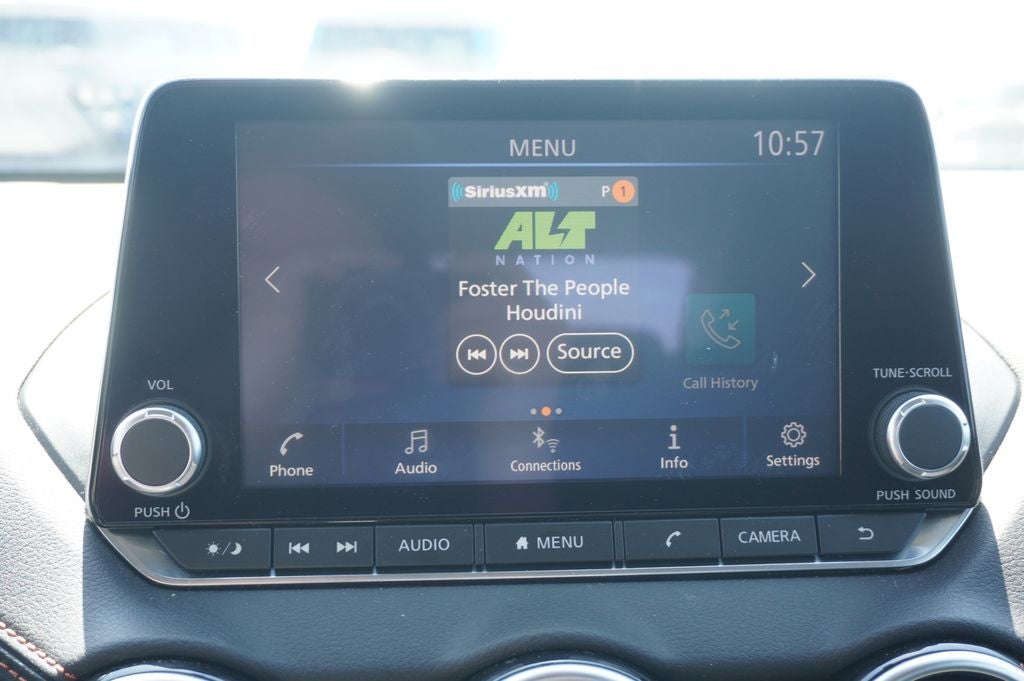 MENU 10:57
SiriusXM P 1
ALT
NATION
Foster The People
Houdini
Source
Call History
VOL
TUNE·SCROLL
Phone Audio Connections Info Settings
PUSH
PUSH SOUND
AUDIO MENU CAMERA